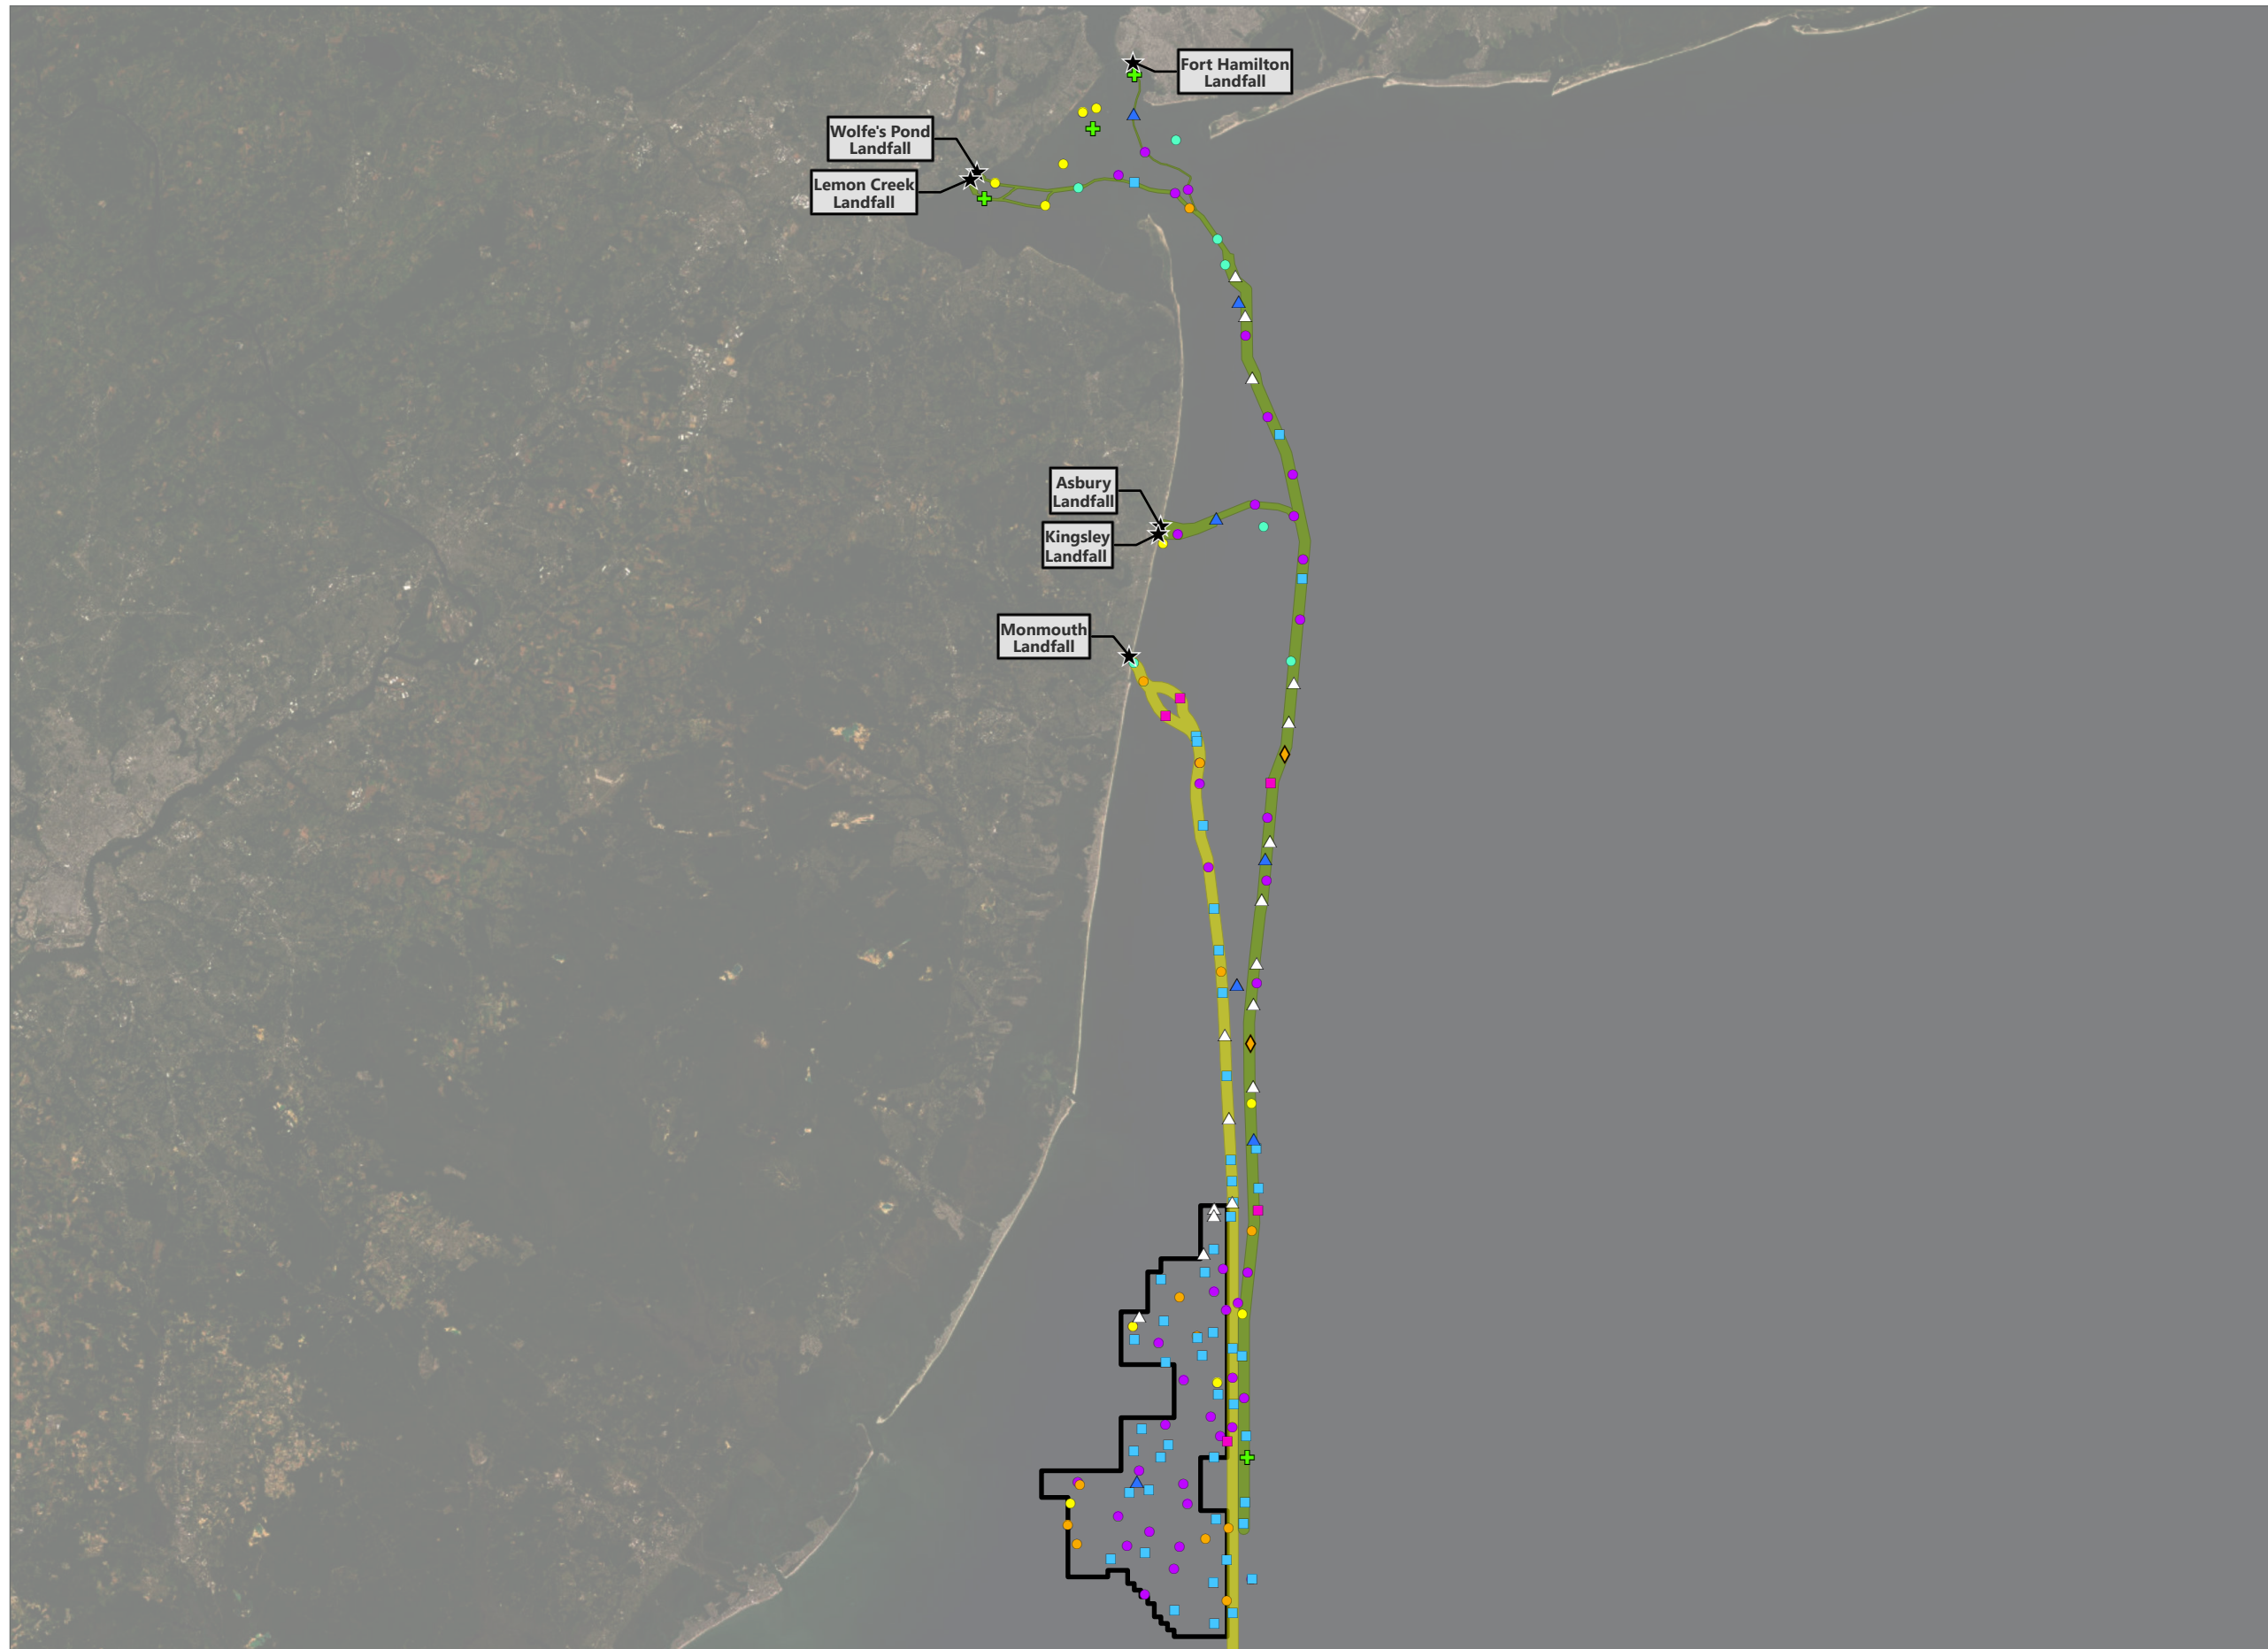 Fort Hamilton
Landfall
Wolfe's Pond
Landfall
Lemon Creek
Landfall
Asbury
Landfall
Kingsley
Landfall
Monmouth
Landfall